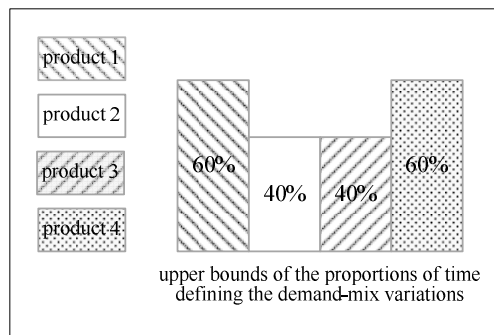 product 1
product 2
product 3
product 4
60%
40%
40%
60%
upper bounds of the proportions of time
defining the demand-mix variations